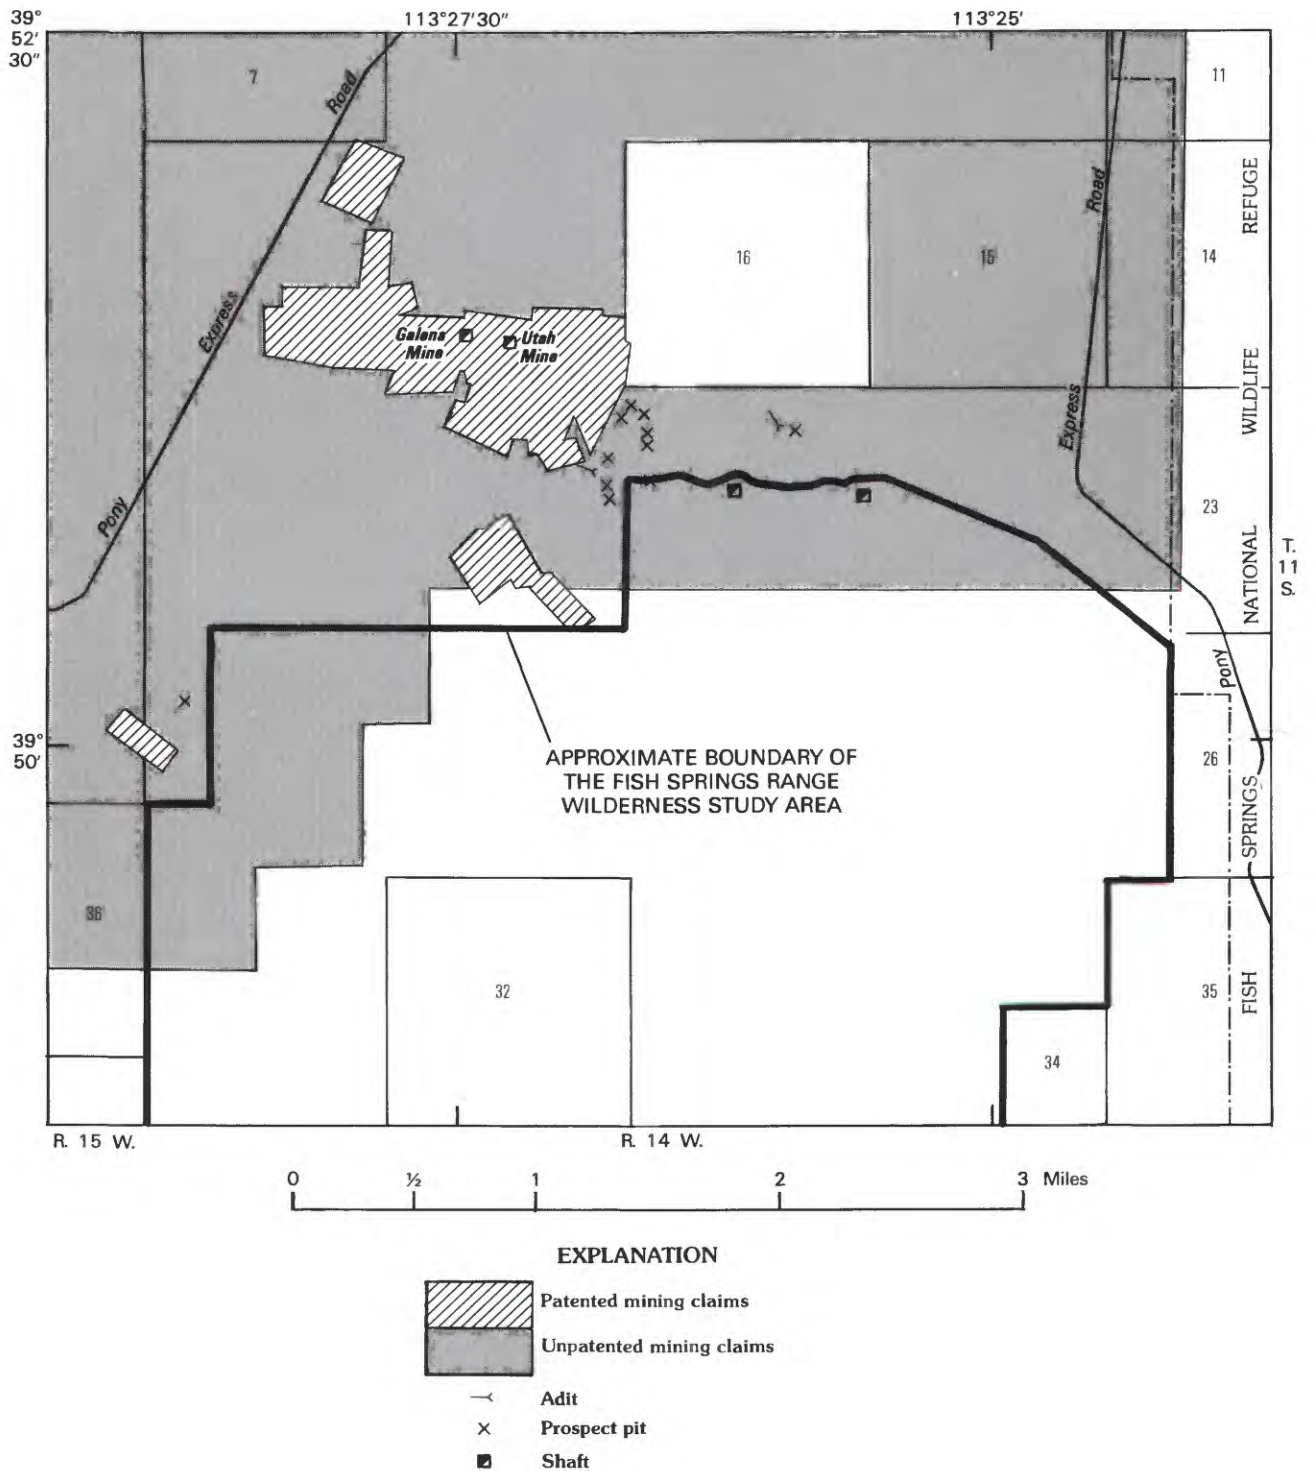 39°
52'
30"
113°27'30"
113°25'
7
Road
11
16
15
Road
14
REFUGE
Express
Galena
Mine
Utah
Mine
WILDLIFE
Express
Pony
23
NATIONAL
T.
11
S.
Pony
39°
50'
APPROXIMATE BOUNDARY OF
THE FISH SPRINGS RANGE
WILDERNESS STUDY AREA
26
SPRINGS
36
32
35
FISH
34
R. 15 W.
R. 14 W.
0 ½ 1 2 3 Miles
EXPLANATION
Patented mining claims
Unpatented mining claims
Adit
Prospect pit
Shaft